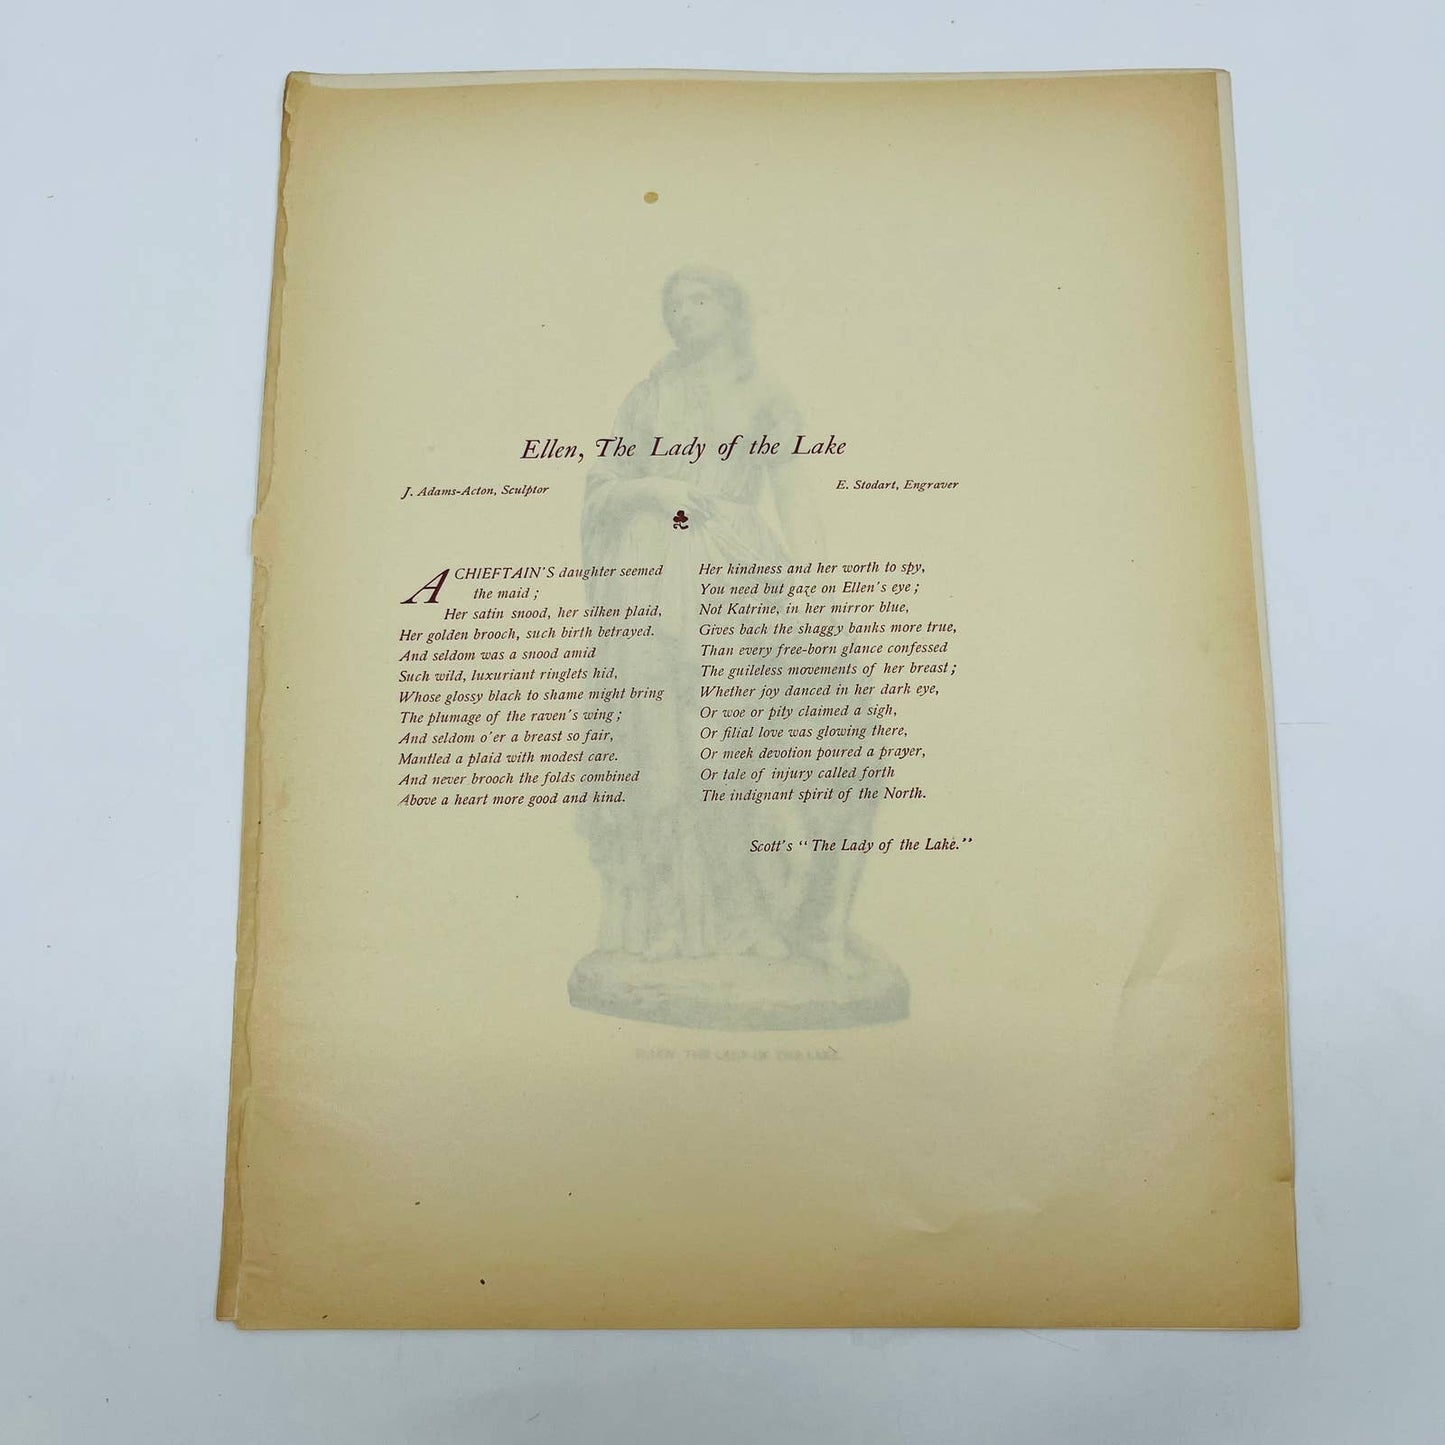 Ellen, The Lady of the Lake
J. Adams-Acton, Sculptor
E. Stodart, Engraver
A CHIEFTAIN'S daughter seemed
the maid ;
Her satin snood, her silken plaid,
Her golden brooch, such birth betrayed.
And seldom was a snood amid
Such wild, luxuriant ringlets hid,
Whose glossy black to shame might bring
The plumage of the raven's wing ;
And seldom o'er a breast so fair,
Mantled a plaid with modest care.
And never brooch the folds combined
Above a heart more good and kind.
Her kindness and her worth to spy,
You need but gaze on Ellen's eye ;
Not Katrine, in her mirror blue,
Gives back the shaggy banks more true,
Than every free-born glance confessed
The guileless movements of her breast ;
Whether joy danced in her dark eye,
Or woe or pity claimed a sigh,
Or filial love was glowing there,
Or meek devotion poured a prayer,
Or tale of injury called forth
The indignant spirit of the North.
Scott's "The Lady of the Lake."
ELLEN, THE LADY OF THE LAKE.